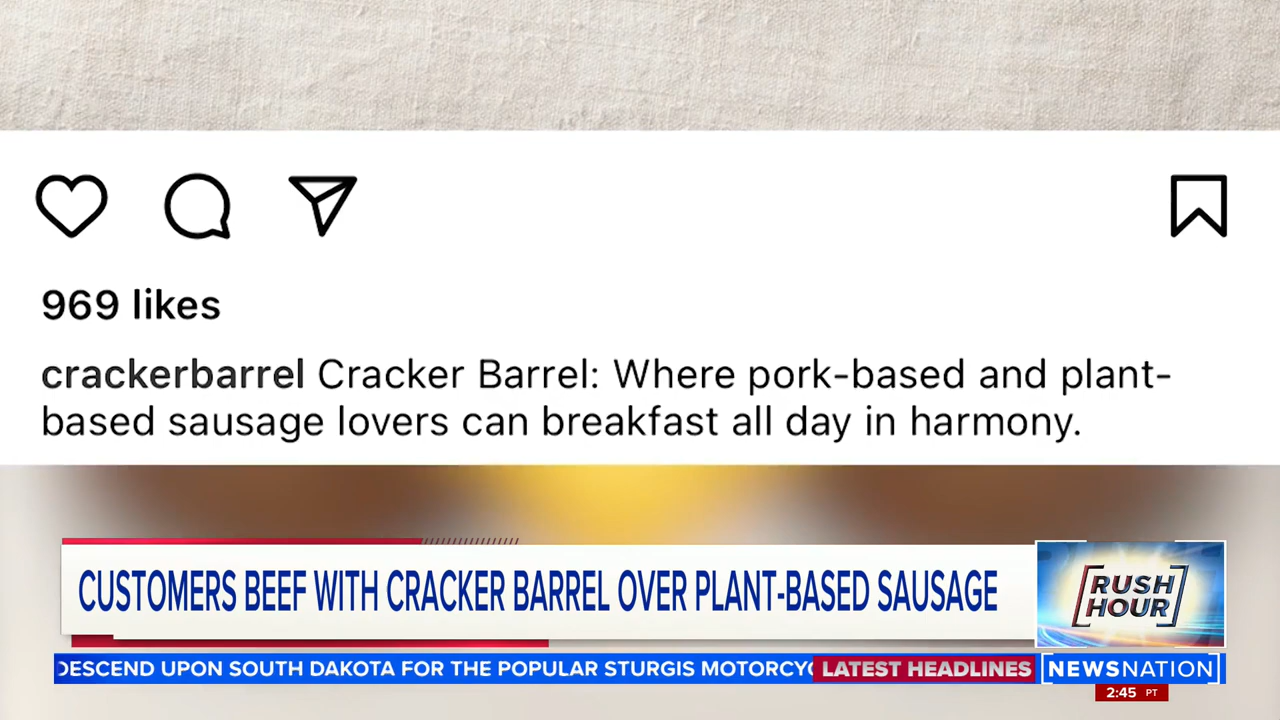 969 likes
crackerbarrel Cracker Barrel: Where pork-based and plant-
based sausage lovers can breakfast all day in harmony.
CUSTOMERS BEEF WITH CRACKER BARREL OVER PLANT-BASED SAUSAGE
RUSH
HOUR
DESCEND UPON SOUTH DAKOTA FOR THE POPULAR STURGIS MOTORCYC
LATEST HEADLINES
NEWSNATION
2:45 PT